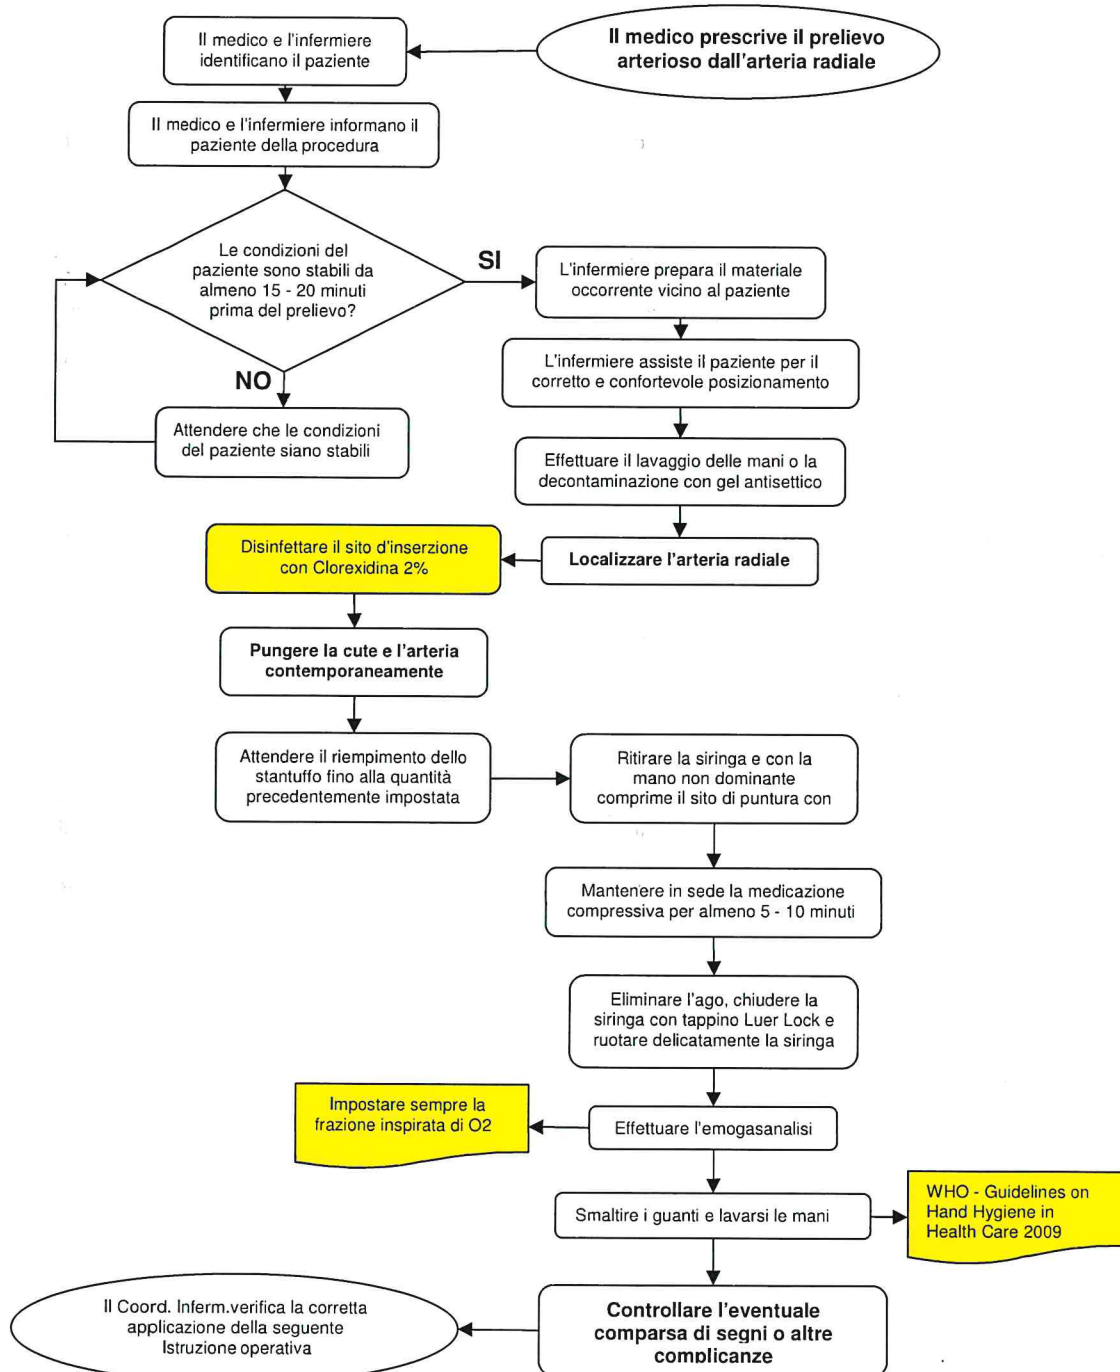 Il medico prescrive il prelievo
arterioso dall'arteria radiale
Il medico e l'infermiere
identificano il paziente
Il medico e l'infermiere informano il
paziente della procedura
Le condizioni del
paziente sono stabili da
almeno 15 - 20 minuti
prima del prelievo?
SI
NO
Attendere che le condizioni
del paziente siano stabili
L'infermiere prepara il materiale
occorrente vicino al paziente
L'infermiere assiste il paziente per il
corretto e confortevole posizionamento
Effettuare il lavaggio delle mani o la
decontaminazione con gel antisettico
Localizzare l'arteria radiale
Disinfettare il sito d'inserzione
con Clorexidina 2%
Pungere la cute e l'arteria
contemporaneamente
Attendere il riempimento dello
stantuffo fino alla quantità
precedentemente impostata
Ritirare la siringa e con la
mano non dominante
comprime il sito di puntura con
Mantenere in sede la medicazione
compressiva per almeno 5 - 10 minuti
Eliminare l'ago, chiudere la
siringa con tappino Luer Lock e
ruotare delicatamente la siringa
Effettuare l'emogasanalisi
Impostare sempre la
frazione inspirata di O2
Smaltire i guanti e lavarsi le mani
WHO - Guidelines on
Hand Hygiene in
Health Care 2009
Controllare l'eventuale
comparsa di segni o altre
complicanze
Il Coord. Inferm.verifica la corretta
applicazione della seguente
Istruzione operativa